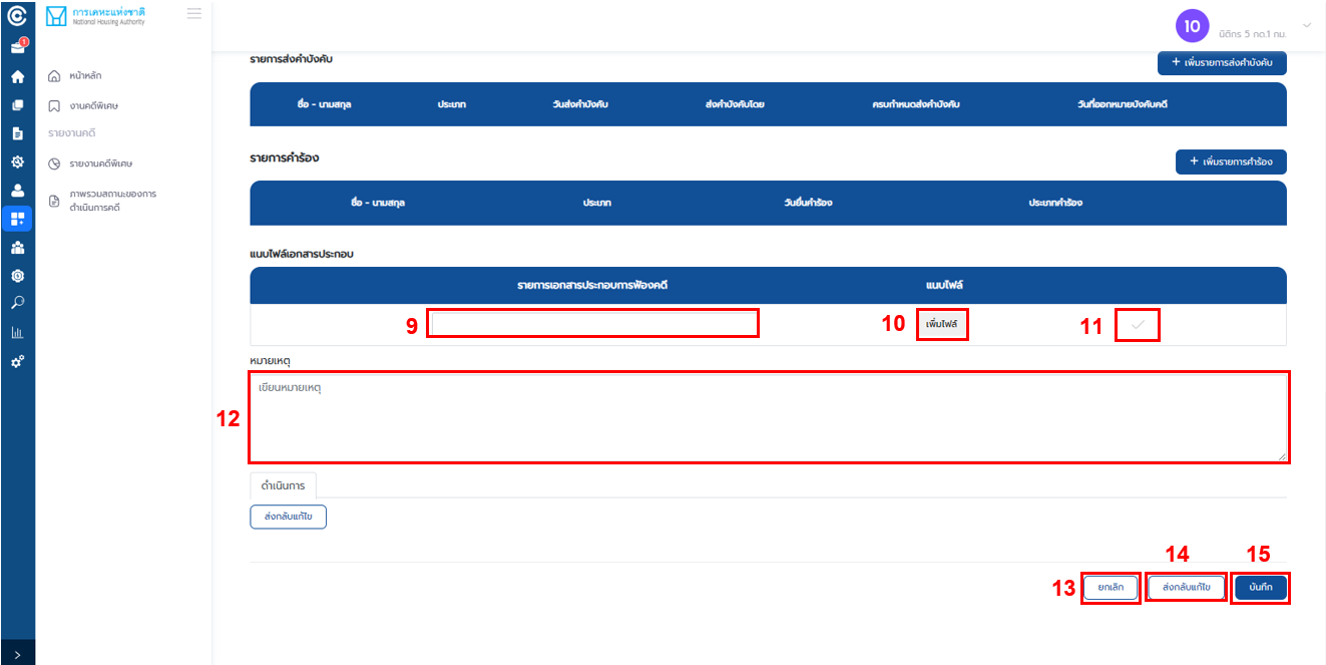 การเคหะแห่งชาติ
National Housing Authority
1
10
นิติกร 5 กด.1 กม.
หน้าหลัก
งานคดีพิเศษ
รายงานคดี
รายงานคดีพิเศษ
ภาพรวมสถานะของการ
ดำเนินการคดี
รายการส่งคำบังคับ
+ เพิ่มรายการส่งคำบังคับ
ชื่อ - นามสกุล ประเภท วันส่งคำบังคับ ส่งคำบังคับโดย ครบกำหนดส่งคำบังคับ วันที่ออกหมายบังคับคดี
รายการคำร้อง
+ เพิ่มรายการคำร้อง
ชื่อ - นามสกุล ประเภท วันยื่นคำร้อง ประเภทคำร้อง
แนบไฟล์เอกสารประกอบ
รายการเอกสารประกอบการฟ้องคดี แนบไฟล์
9 10 เพิ่มไฟล์ 11
หมายเหตุ
เขียนหมายเหตุ
12
ดำเนินการ
ส่งกลับแก้ไข
14 15
13 ยกเลิก ส่งกลับแก้ไข บันทึก